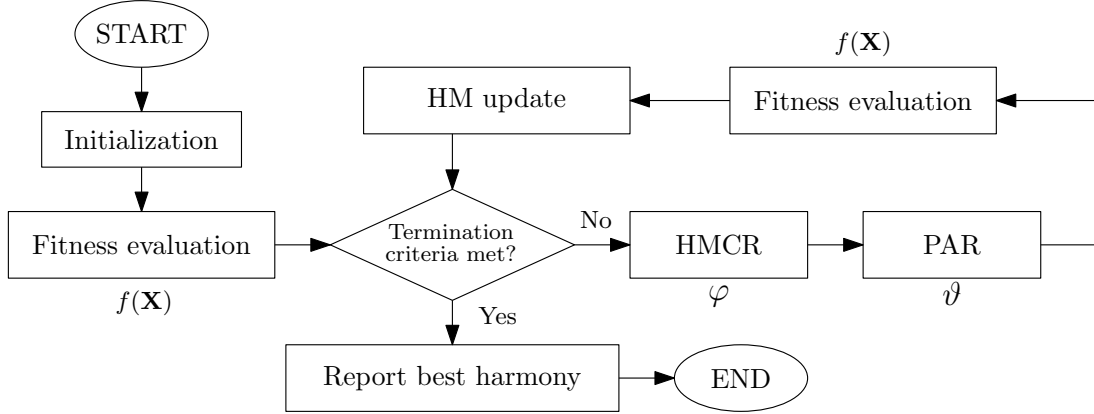 START
f(X)
HM update
Fitness evaluation
Initialization
Fitness evaluation
f(X)
Termination
criteria met?
No
HMCR
φ
PAR
ϑ
Yes
Report best harmony
END